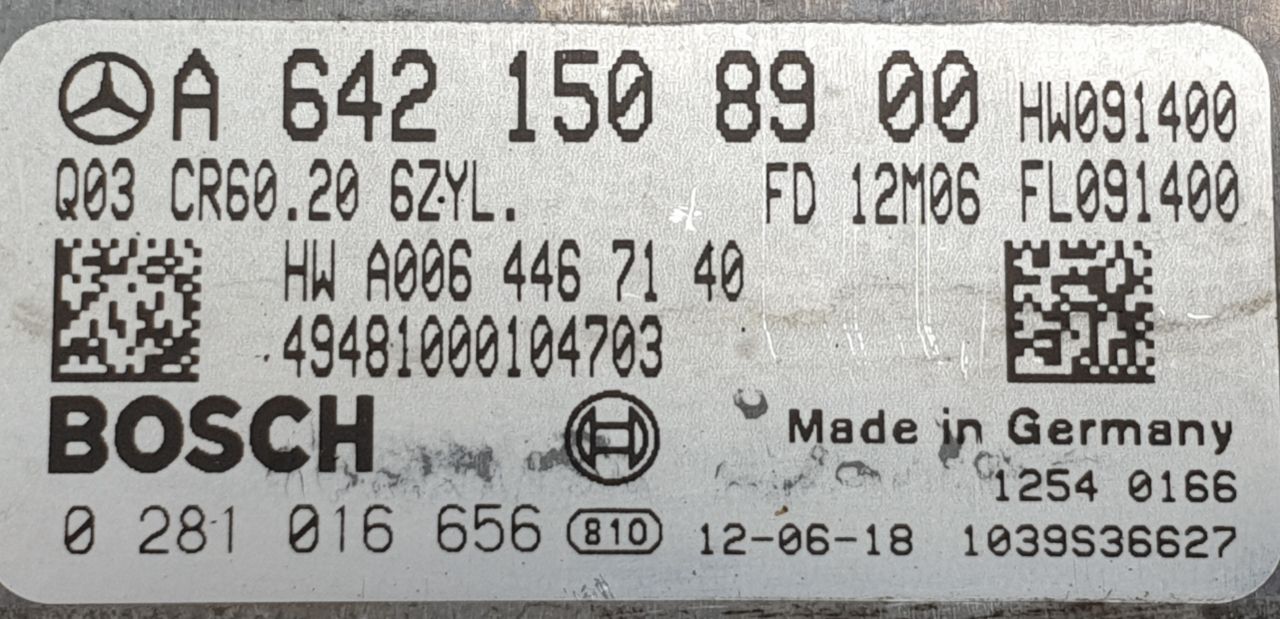 A 642 150 89 00 HW091400
Q03 CR60.20 6ZYL. FD 12M06 FL091400
HW A006 446 71 40
49481000104703
BOSCH
Made in Germany
1254 0166
0 281 016 656 810 12-06-18 1039S36627